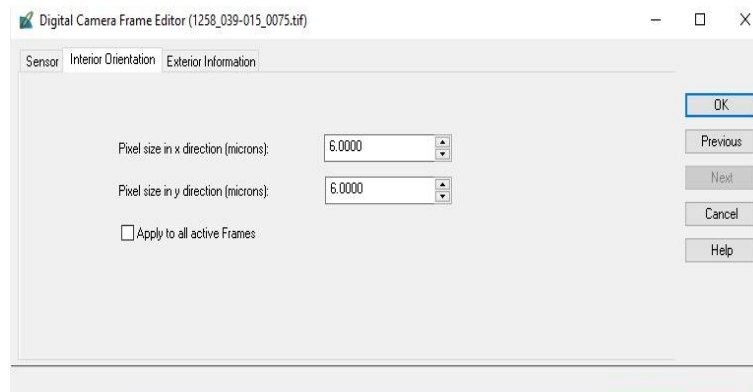 Digital Camera Frame Editor (1258_039-015_0075.tif)
Sensor Interior Orientation Exterior Information
Pixel size in x direction (microns): 6.0000
Pixel size in y direction (microns): 6.0000
Apply to all active Frames
OK
Previous
Next
Cancel
Help